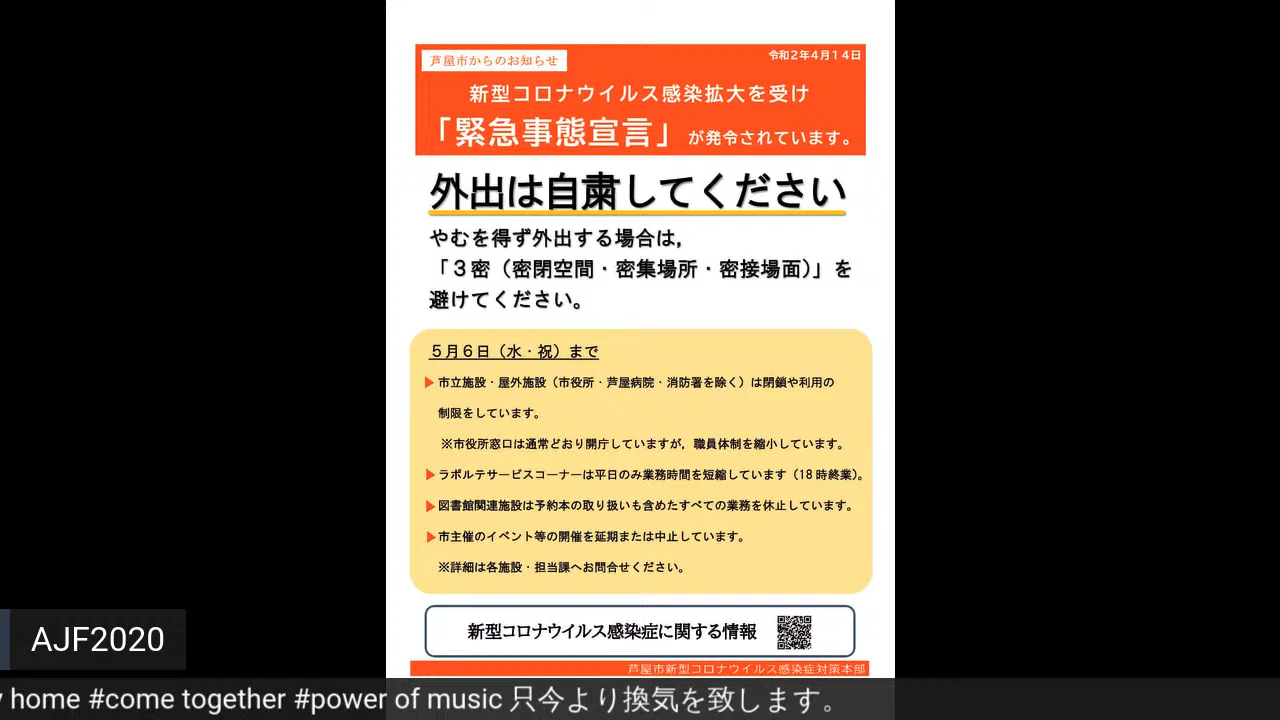 芦屋市からのお知らせ
令和2年4月14日
新型コロナウイルス感染拡大を受け
「緊急事態宣言」が発令されています。
外出は自粛してください
やむを得ず外出する場合は,
「3密(密閉空間・密集場所・密接場面)」を
避けてください。
5月6日(水・祝)まで
▶市立施設・屋外施設(市役所・芦屋病院・消防署を除く)は閉鎖や利用の
制限をしています。
※市役所窓口は通常どおり開庁していますが,職員体制を縮小しています。
▶ラポルテサービスコーナーは平日のみ業務時間を短縮しています(18時終業)。
▶図書館関連施設は予約本の取り扱いも含めたすべての業務を休止しています。
▶市主催のイベント等の開催を延期または中止しています。
※詳細は各施設・担当課へお問合せください。
新型コロナウイルス感染症に関する情報
芦屋市新型コロナウイルス感染症対策本部
AJF2020
home #come together #power of music 只今より換気を致します。